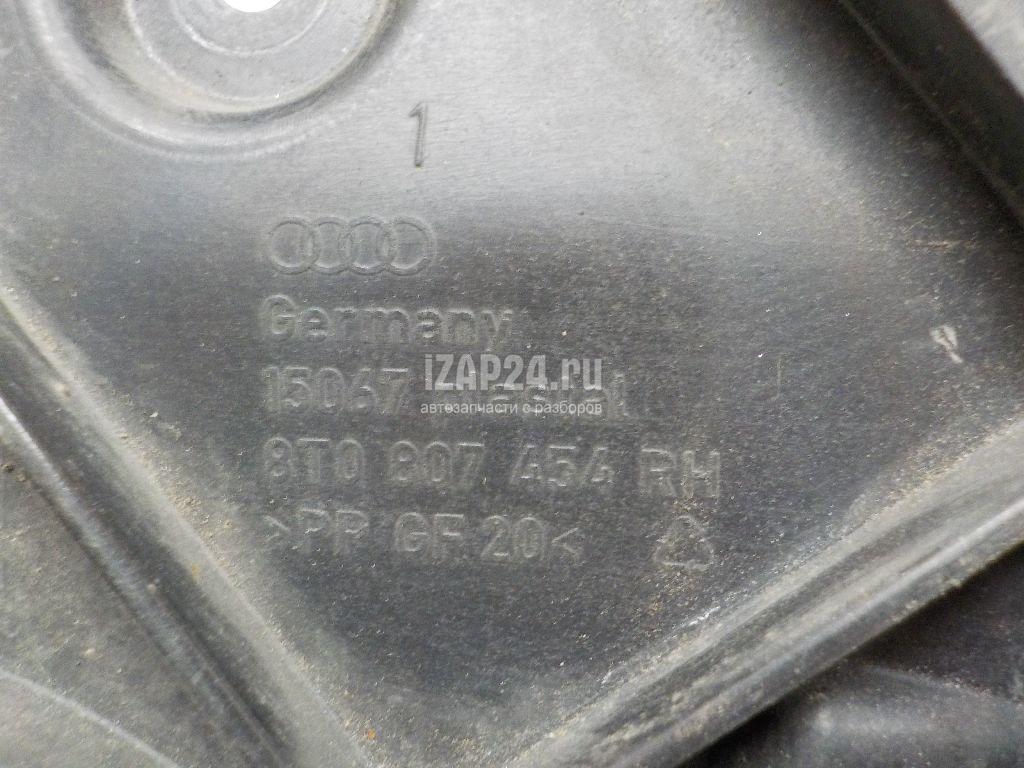 1
Germany
15067
8T0 807 454 RH
>PP GF 20<
iZAP24.ru
автозапчасти с разборов